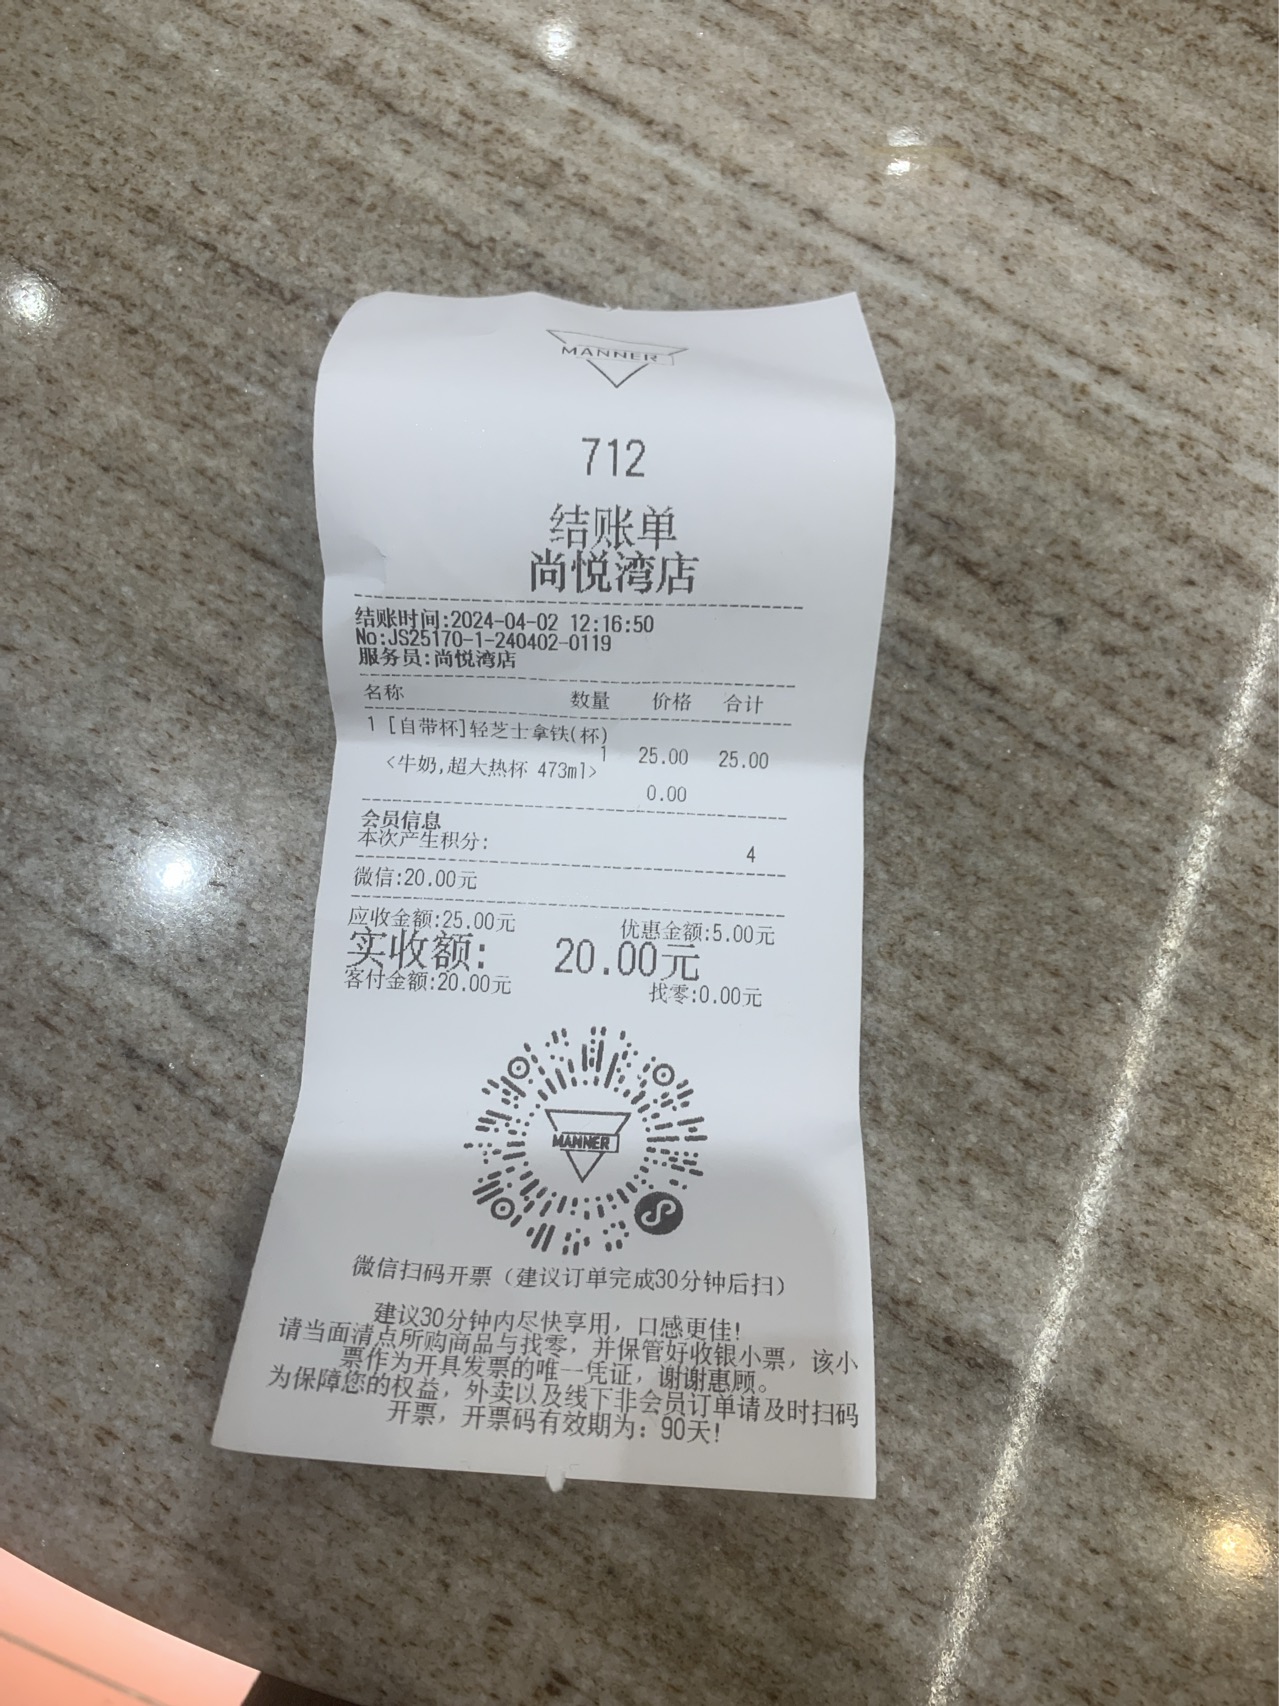 MANNER
712
结账单
尚悦湾店
结账时间:2024-04-02 12:16:50
No:JS25170-1-240402-0119
服务员:尚悦湾店
名称 数量 价格 合计
1 [自带杯]轻芝士拿铁(杯)
1 25.00 25.00
<牛奶,超大热杯 473ml>
0.00
会员信息
本次产生积分: 4
微信:20.00元
应收金额:25.00元 优惠金额:5.00元
实收额: 20.00元
客付金额:20.00元 找零:0.00元
MANNER
微信扫码开票（建议订单完成30分钟后扫）
建议30分钟内尽快享用，口感更佳!
请当面清点所购商品与找零，并保管好收银小票，该小
票作为开具发票的唯一凭证，谢谢惠顾。
为保障您的权益，外卖以及线下非会员订单请及时扫码
开票，开票码有效期为: 90天!